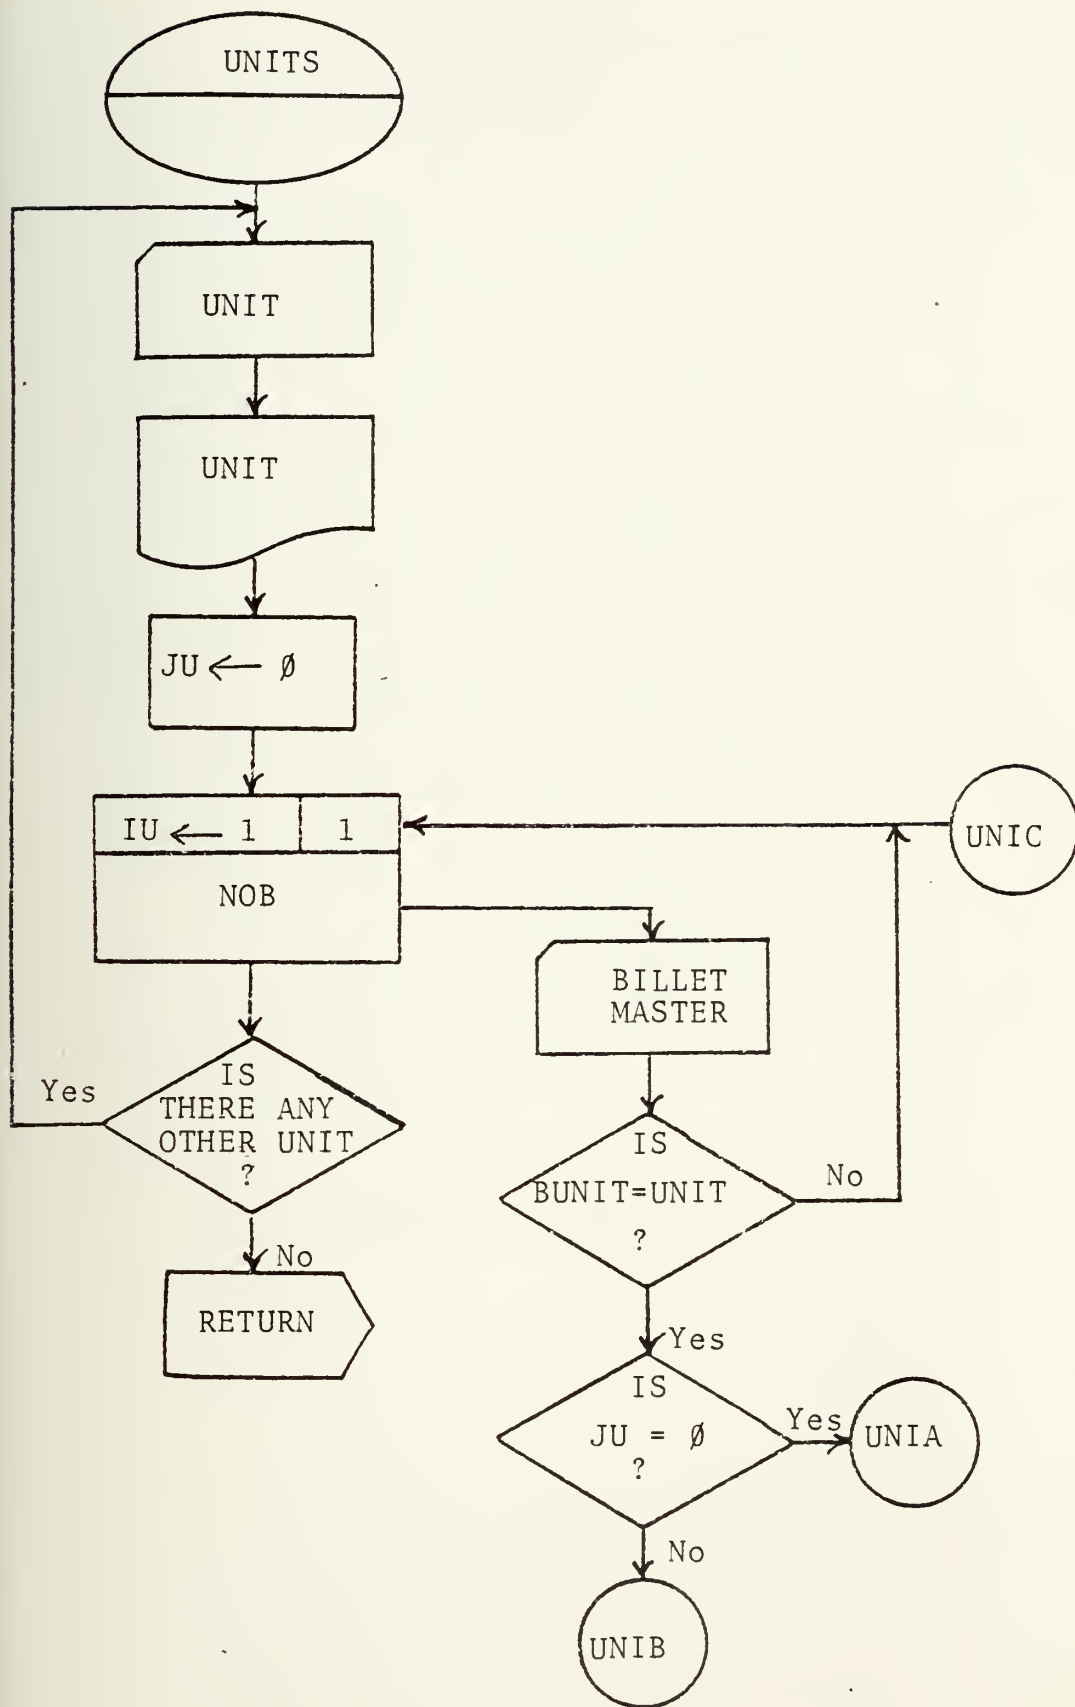 UNITS
UNIT
UNIT
JU ← Ø
IU ← 1 1
NOB
UNIC
BILLET
MASTER
IS
THERE ANY
OTHER UNIT
?
Yes
No
RETURN
IS
BUNIT=UNIT
?
No
Yes
IS
JU = Ø
?
Yes
UNIA
No
UNIB